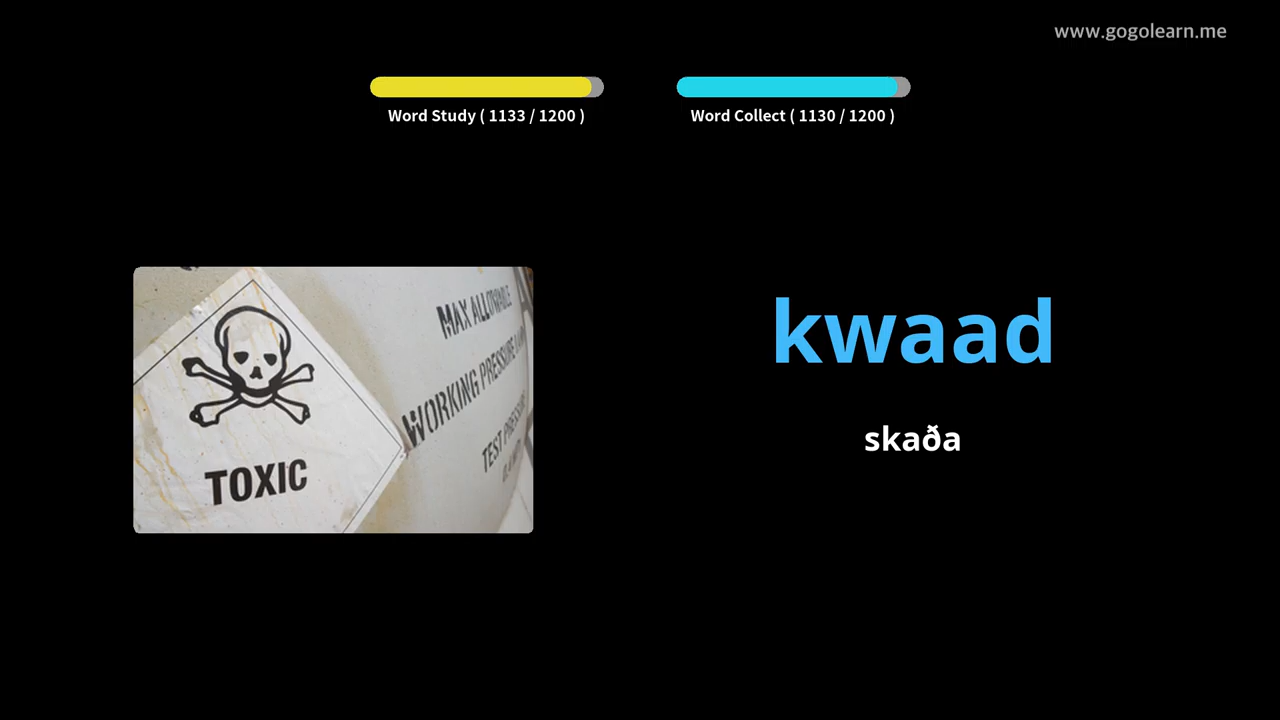 www.gogolearn.me
Word Study ( 1133 / 1200 )
Word Collect ( 1130 / 1200 )
kwaad
skaða
MAX ALLOWABLE
WORKING PRESSURE
TEST PRESSURE
TOXIC